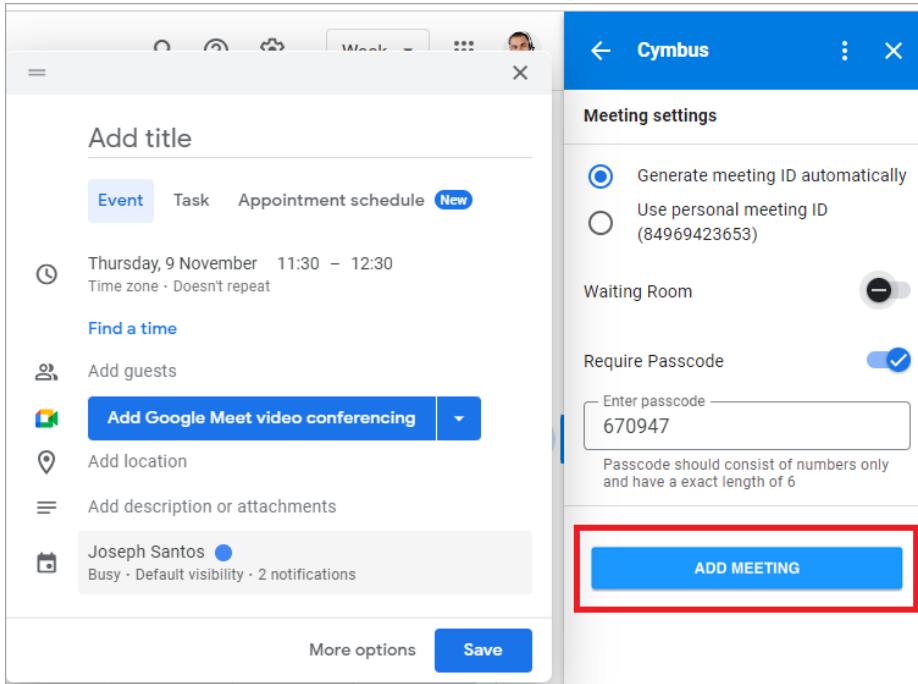 Week
Add title
Event Task Appointment schedule New
Thursday, 9 November 11:30 – 12:30
Time zone · Doesn't repeat
Find a time
Add guests
Add Google Meet video conferencing
Add location
Add description or attachments
Joseph Santos
Busy · Default visibility · 2 notifications
More options Save
Cymbus
Meeting settings
Generate meeting ID automatically
Use personal meeting ID
(84969423653)
Waiting Room
Require Passcode
Enter passcode
670947
Passcode should consist of numbers only
and have a exact length of 6
ADD MEETING